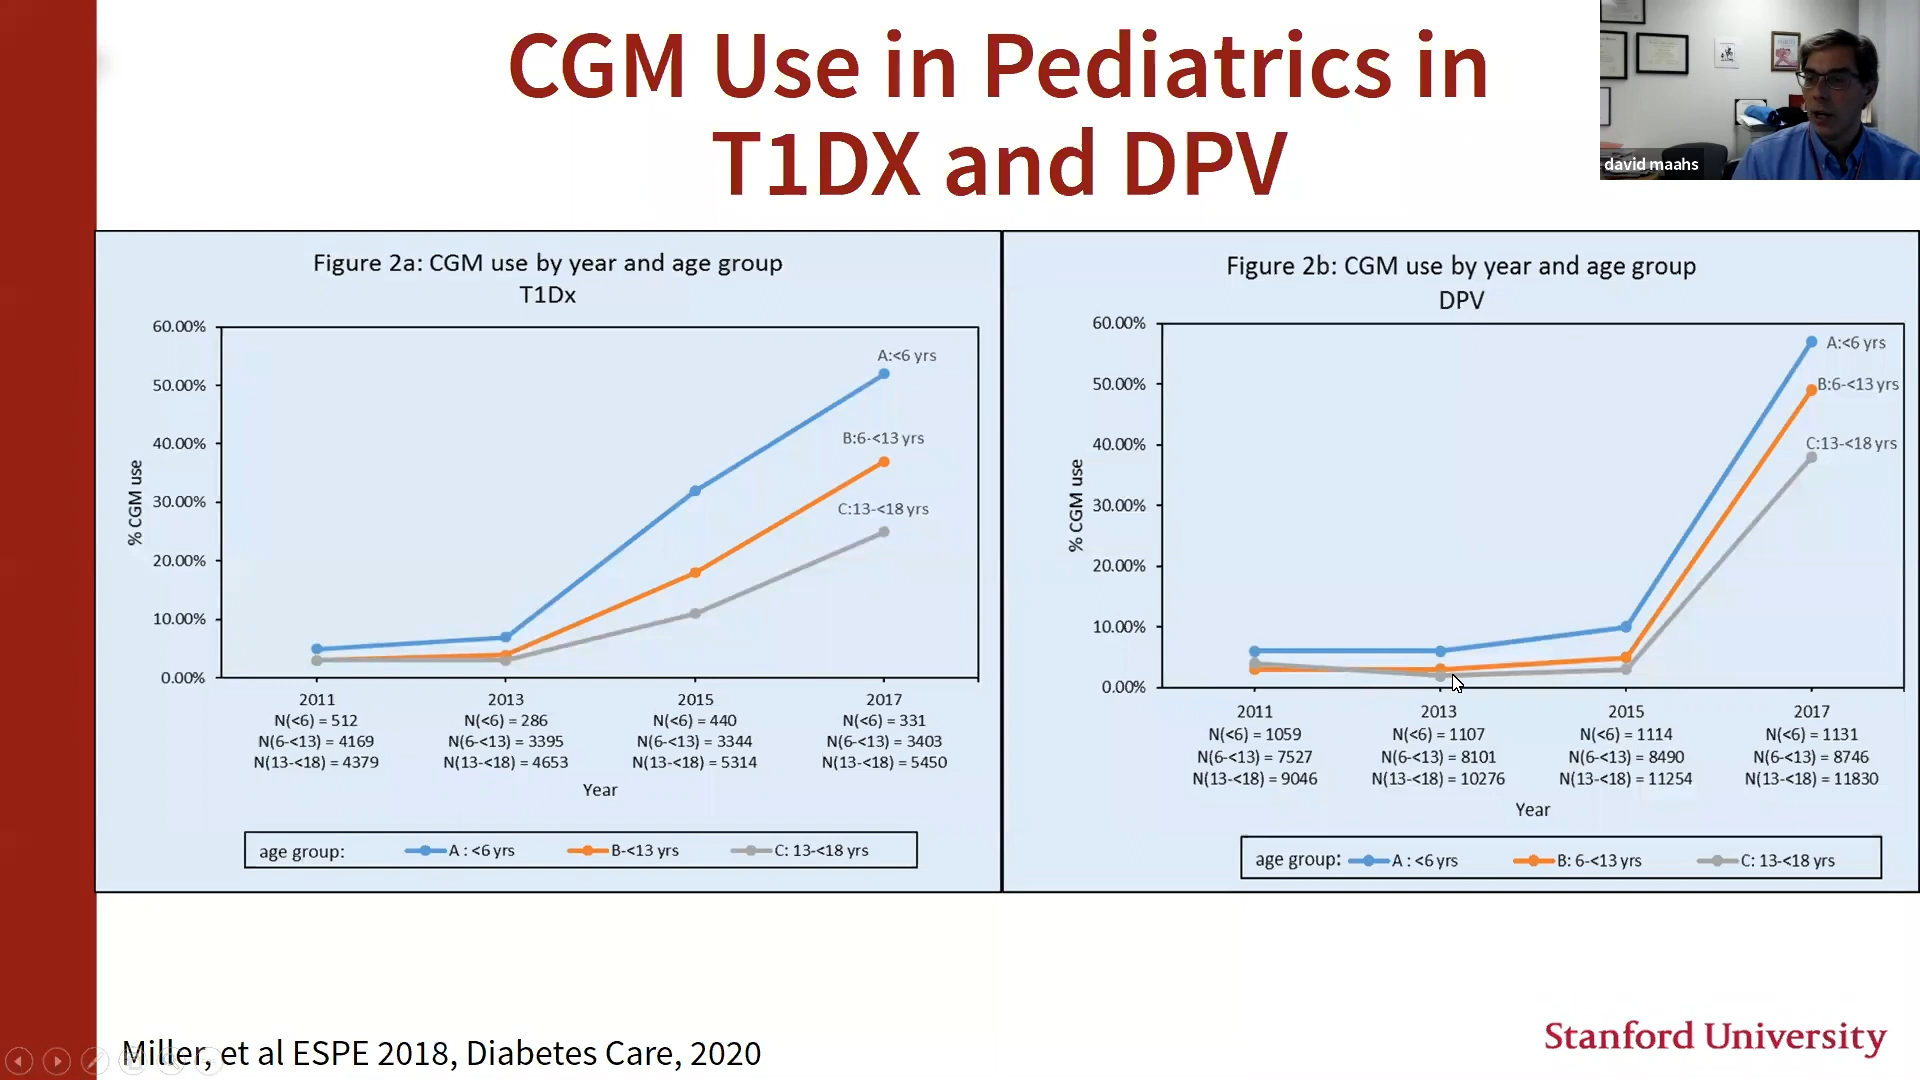 CGM Use in Pediatrics in
T1DX and DPV
david maahs
Figure 2a: CGM use by year and age group
T1Dx
60.00%
50.00%
40.00%
30.00%
20.00%
10.00%
0.00%
% CGM use
A:<6 yrs
B:6-<13 yrs
C:13-<18 yrs
2011 2013 2015 2017
N(<6) = 512 N(<6) = 286 N(<6) = 440 N(<6) = 331
N(6-<13) = 4169 N(6-<13) = 3395 N(6-<13) = 3344 N(6-<13) = 3403
N(13-<18) = 4379 N(13-<18) = 4653 N(13-<18) = 5314 N(13-<18) = 5450
Year
age group: A : <6 yrs B-<13 yrs C: 13-<18 yrs
Figure 2b: CGM use by year and age group
DPV
60.00%
50.00%
40.00%
30.00%
20.00%
10.00%
0.00%
% CGM use
A:<6 yrs
B:6-<13 yrs
C:13-<18 yrs
2011 2013 2015 2017
N(<6) = 1059 N(<6) = 1107 N(<6) = 1114 N(<6) = 1131
N(6-<13) = 7527 N(6-<13) = 8101 N(6-<13) = 8490 N(6-<13) = 8746
N(13-<18) = 9046 N(13-<18) = 10276 N(13-<18) = 11254 N(13-<18) = 11830
Year
age group: A : <6 yrs B: 6-<13 yrs C: 13-<18 yrs
Miller, et al ESPE 2018, Diabetes Care, 2020
Stanford University